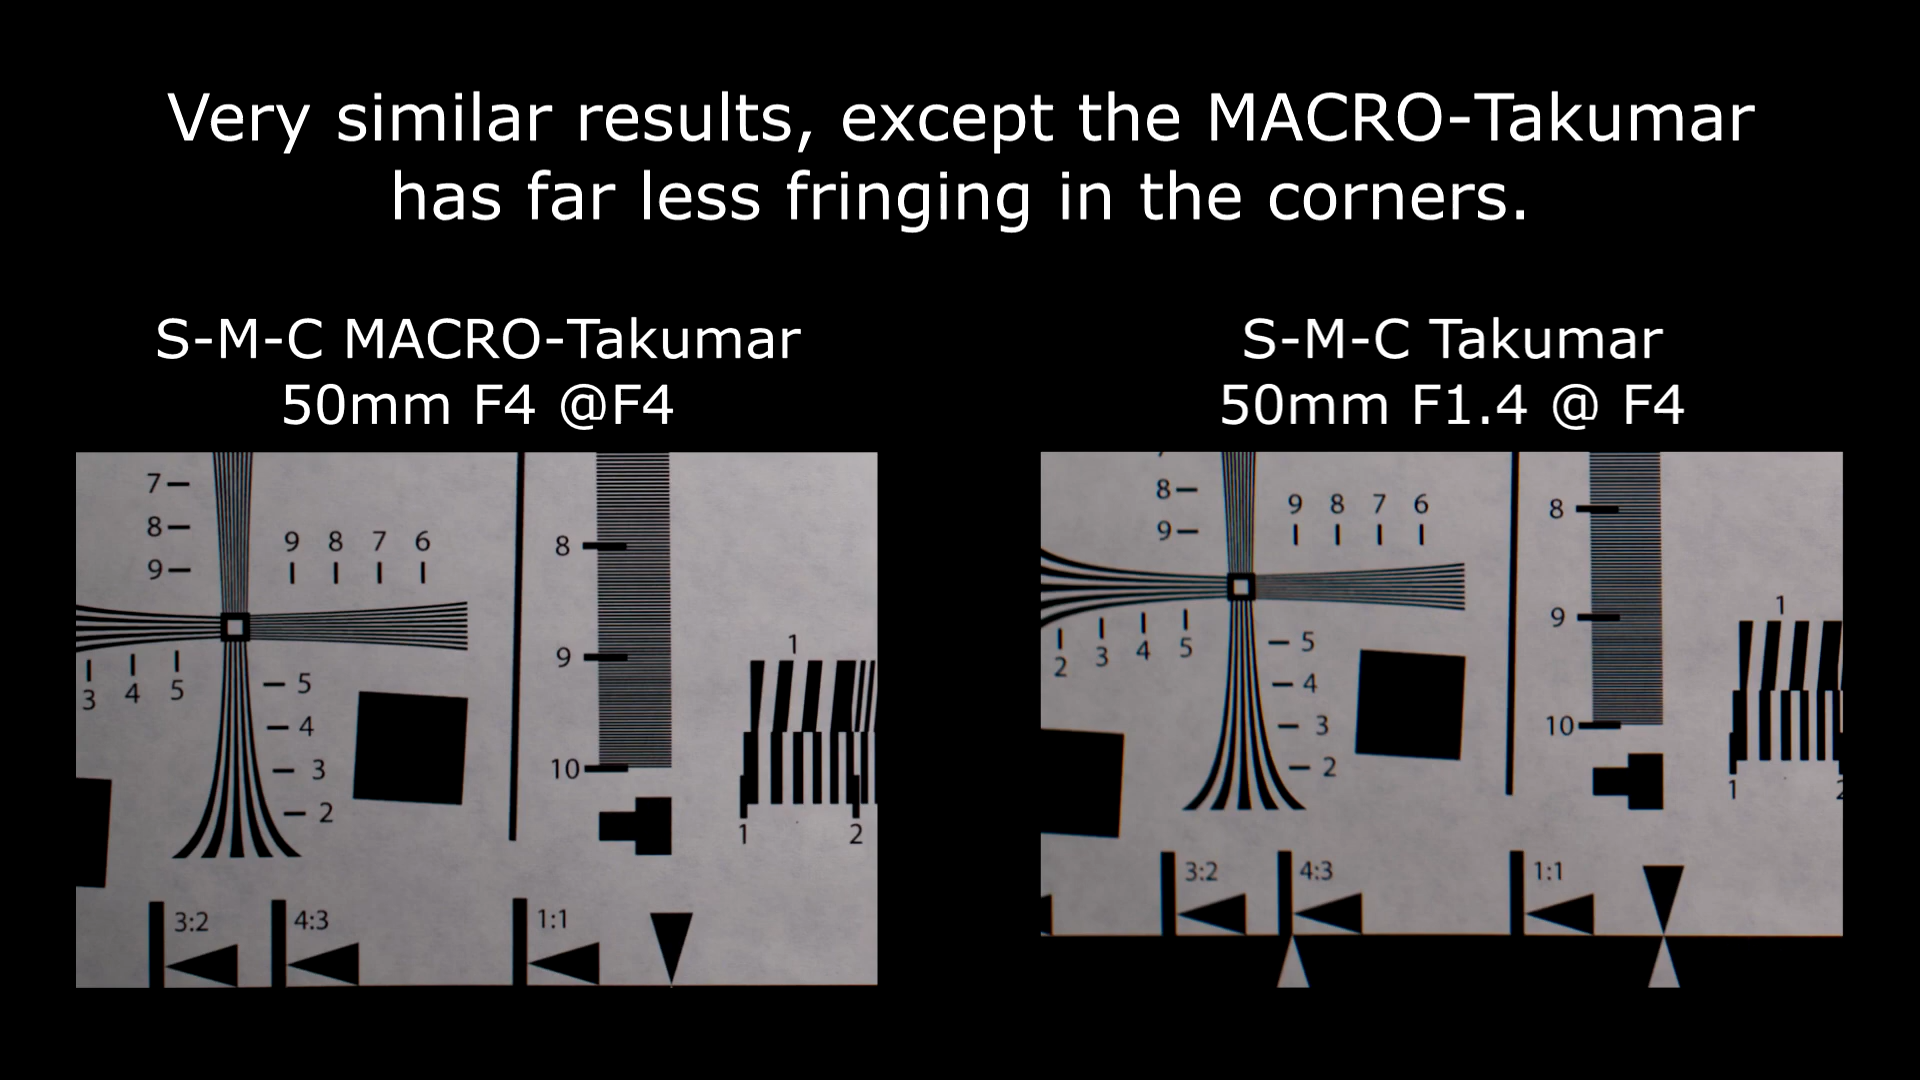 Very similar results, except the MACRO-Takumar
has far less fringing in the corners.
S-M-C MACRO-Takumar
50mm F4 @F4
S-M-C Takumar
50mm F1.4 @ F4
7
8
9
9 8 7 6
3 4 5
5
4
3
2
8
9
10
1
1 2
3:2 4:3 1:1
8
9
9 8 7 6
2 3 4 5
5
4
3
2
8
9
10
1
1
3:2 4:3 1:1